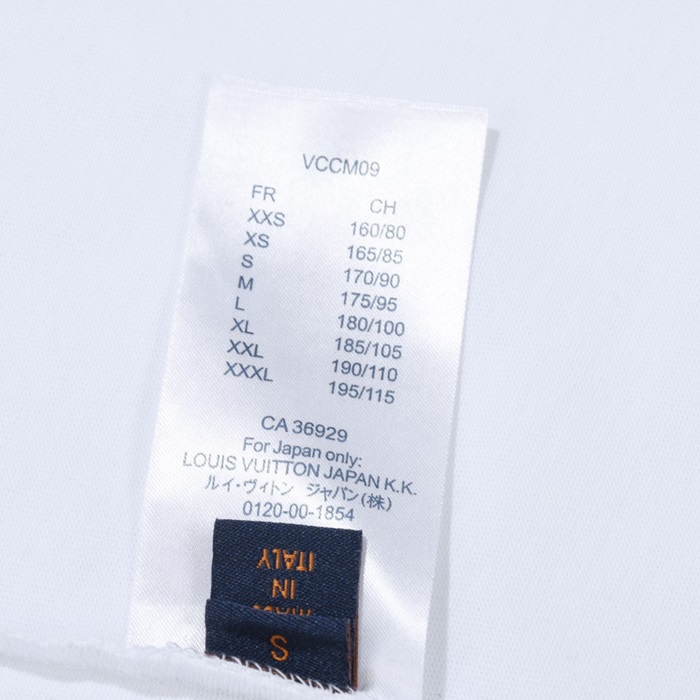 VCCM09
FR CH
XXS 160/80
XS 165/85
S 170/90
M 175/95
L 180/100
XL 185/105
XXL 190/110
XXXL 195/115
CA 36929
For Japan only:
LOUIS VUITTON JAPAN K.K.
ルイ・ヴィトン ジャパン(株)
0120-00-1854
ITALY
IN
S